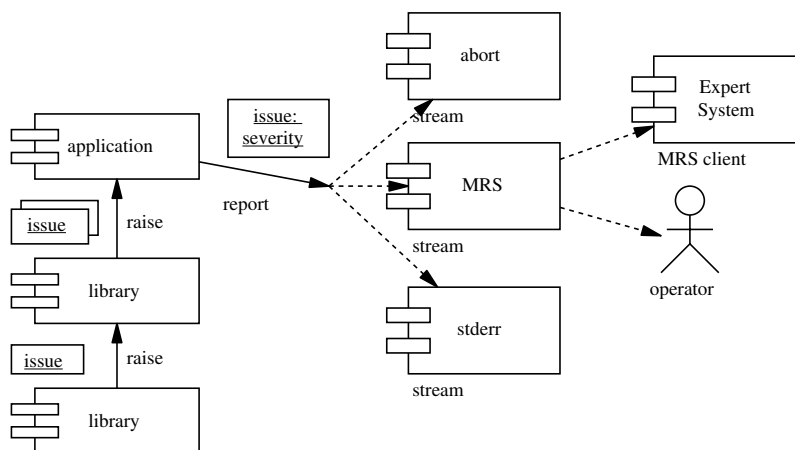 abort
stream
Expert
System
MRS client
issue:
severity
application
report
MRS
stream
issue
raise
operator
library
stderr
stream
issue
raise
library